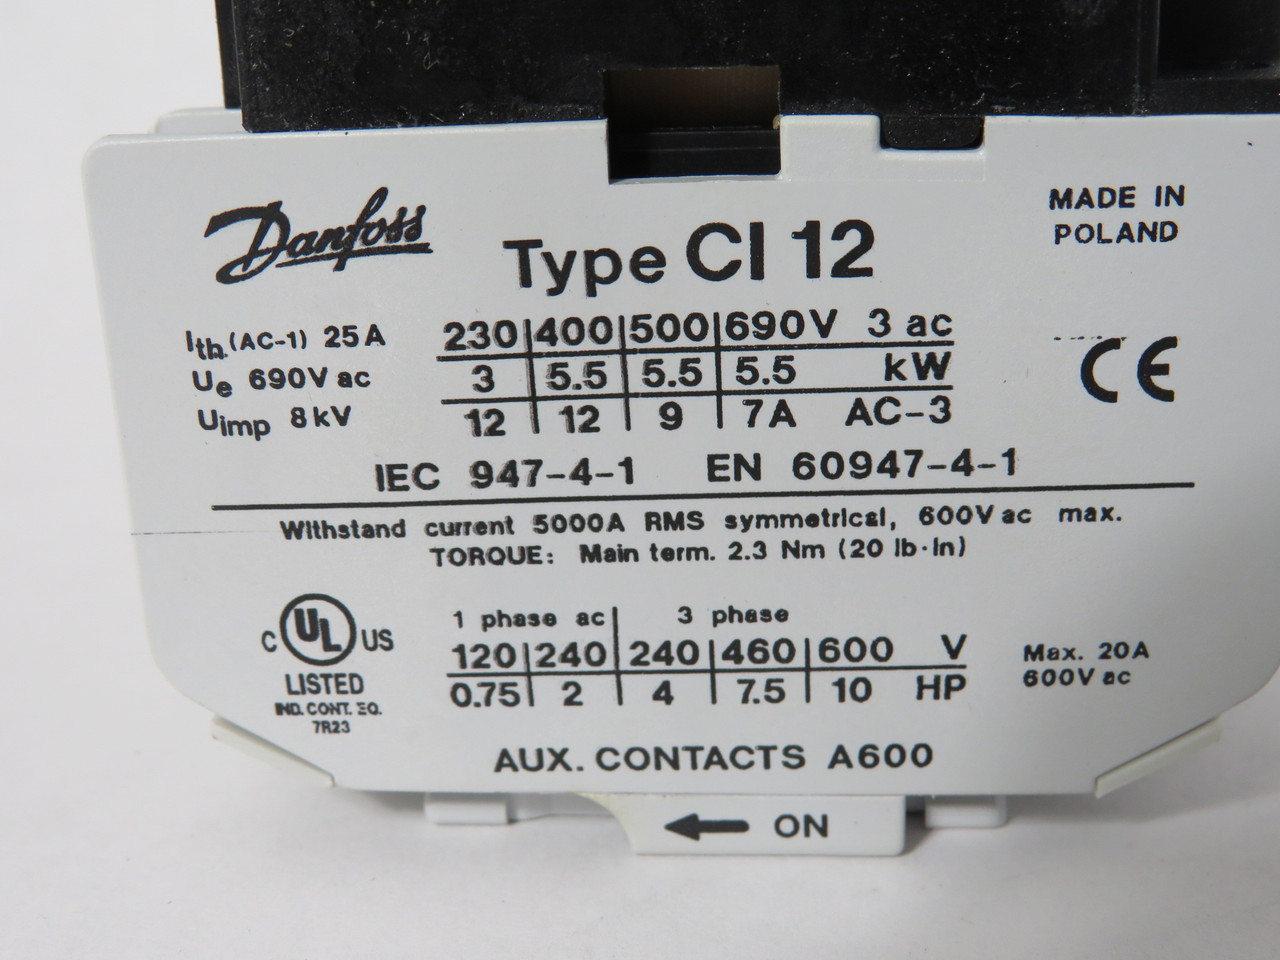 Danfoss
Type CI 12
MADE IN
POLAND
Ith. (AC-1) 25 A
Ue 690V ac
Uimp 8 kV
230 | 400 | 500 | 690V 3 ac
3 | 5.5 | 5.5 | 5.5 kW
12 | 12 | 9 | 7A AC-3
CE
IEC 947-4-1 EN 60947-4-1
Withstand current 5000A RMS symmetrical, 600V ac max.
TORQUE: Main term. 2.3 Nm (20 lb·in)
C UL US
LISTED
IND. CONT. EQ.
7R23
1 phase ac | 3 phase
120 | 240 | 240 | 460 | 600 V
0.75 | 2 | 4 | 7.5 | 10 HP
Max. 20A
600V ac
AUX. CONTACTS A600
← ON